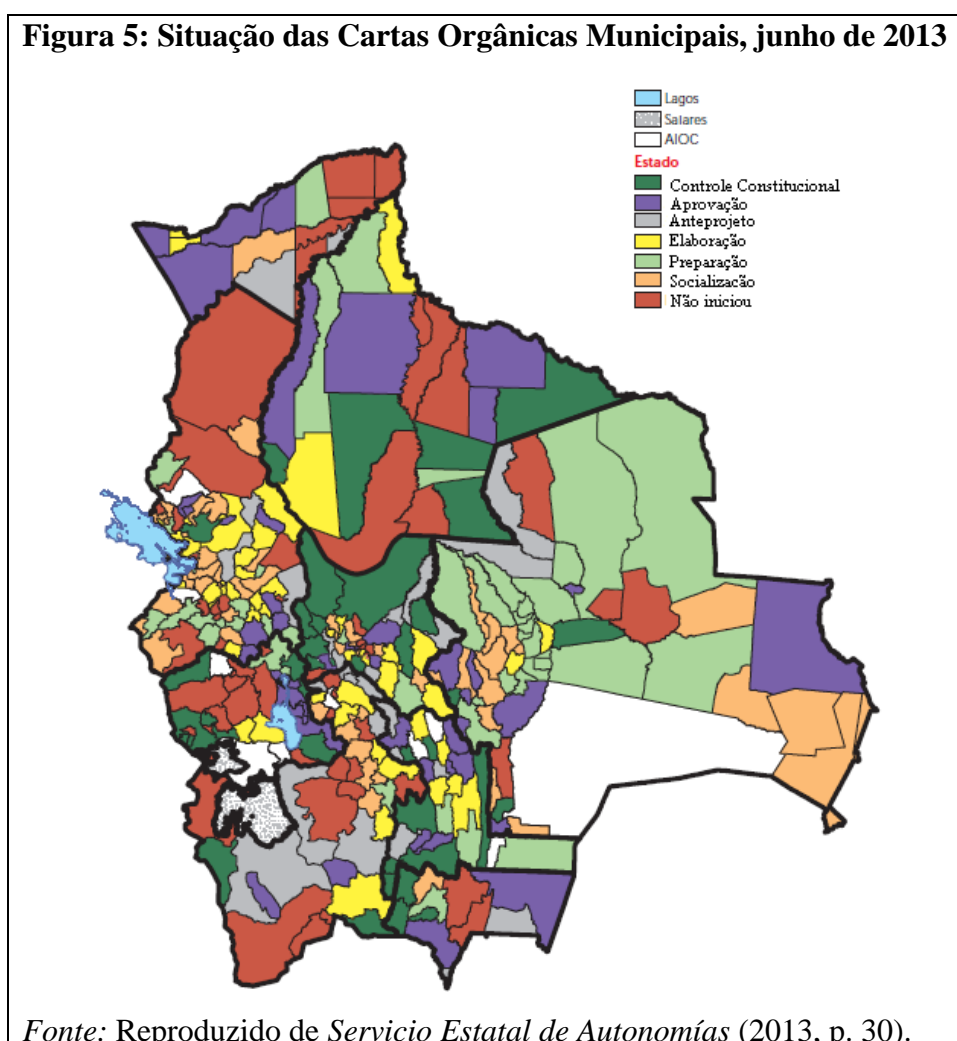 Figura 5: Situação das Cartas Orgânicas Municipais, junho de 2013
Lagos
Salares
AIOC
Estado
Controle Constitucional
Aprovação
Anteprojeto
Elaboração
Preparação
Socialização
Não iniciou
Fonte: Reproduzido de Servicio Estatal de Autonomías (2013, p. 30).